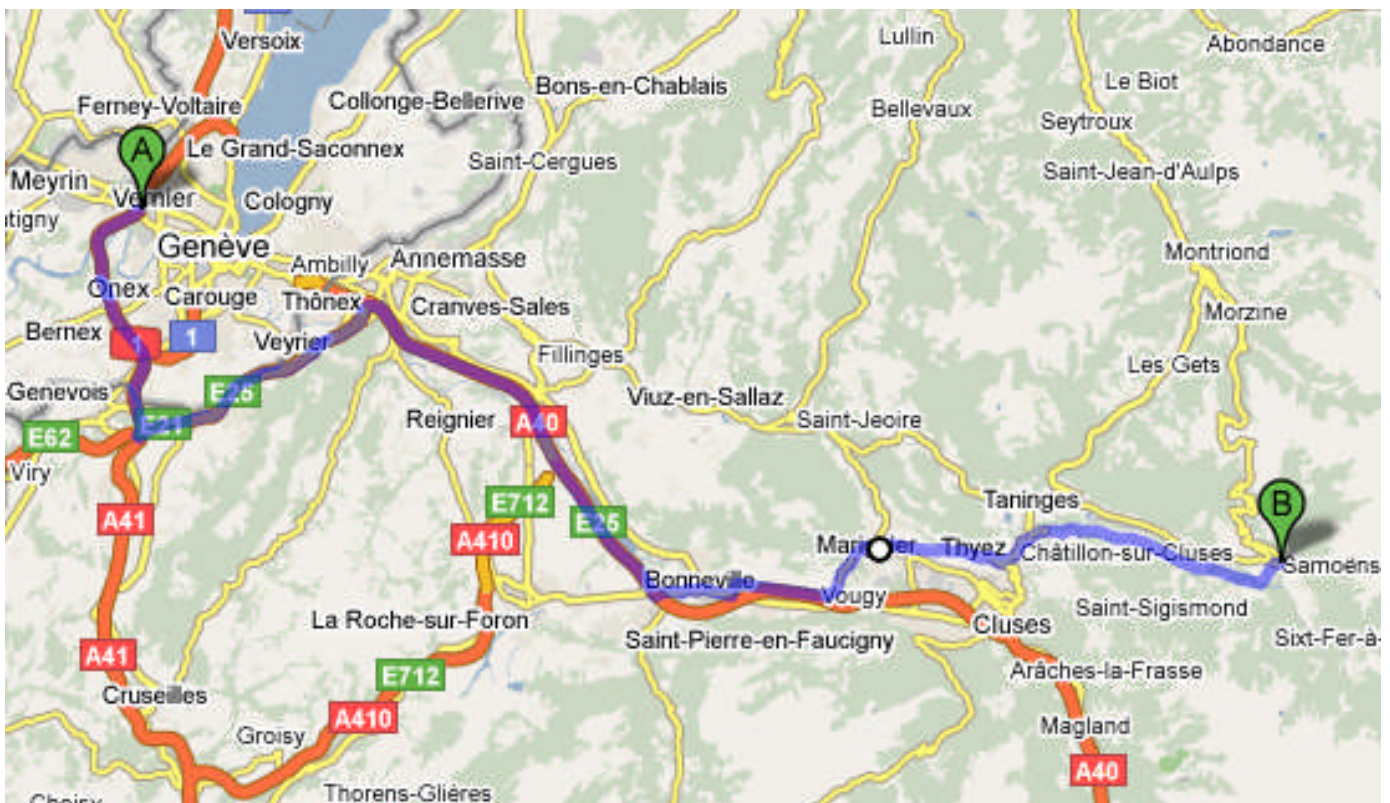 Versoix
Lullin
Abondance
Bons-en-Chablais
Le Biot
Ferney-Voltaire
Collonge-Bellerive
Bellevaux
Seytroux
A
Le Grand-Saconnex
Saint-Cergues
Saint-Jean-d'Aulps
Meyrin
Vernier
Cologny
Genève
Ambilly
Annemasse
Montriond
Onex
Carouge
Thônex
Cranves-Sales
Morzine
Bernex
1
1
Veyrier
Fillinges
Les Gets
Genevois
E25
Viuz-en-Sallaz
E62
E21
Reignier
A40
Saint-Jeoire
Viry
A41
E712
E25
Taninges
B
A410
Thyez
Châtillon-sur-Cluses
Samoëns
Bonneville
Vougy
Saint-Sigismond
La Roche-sur-Foron
Saint-Pierre-en-Faucigny
Cluses
Sixt-Fer-à-
A41
E712
Arâches-la-Frasse
Cruseilles
A410
Groisy
Magland
A40
Thorens-Glières